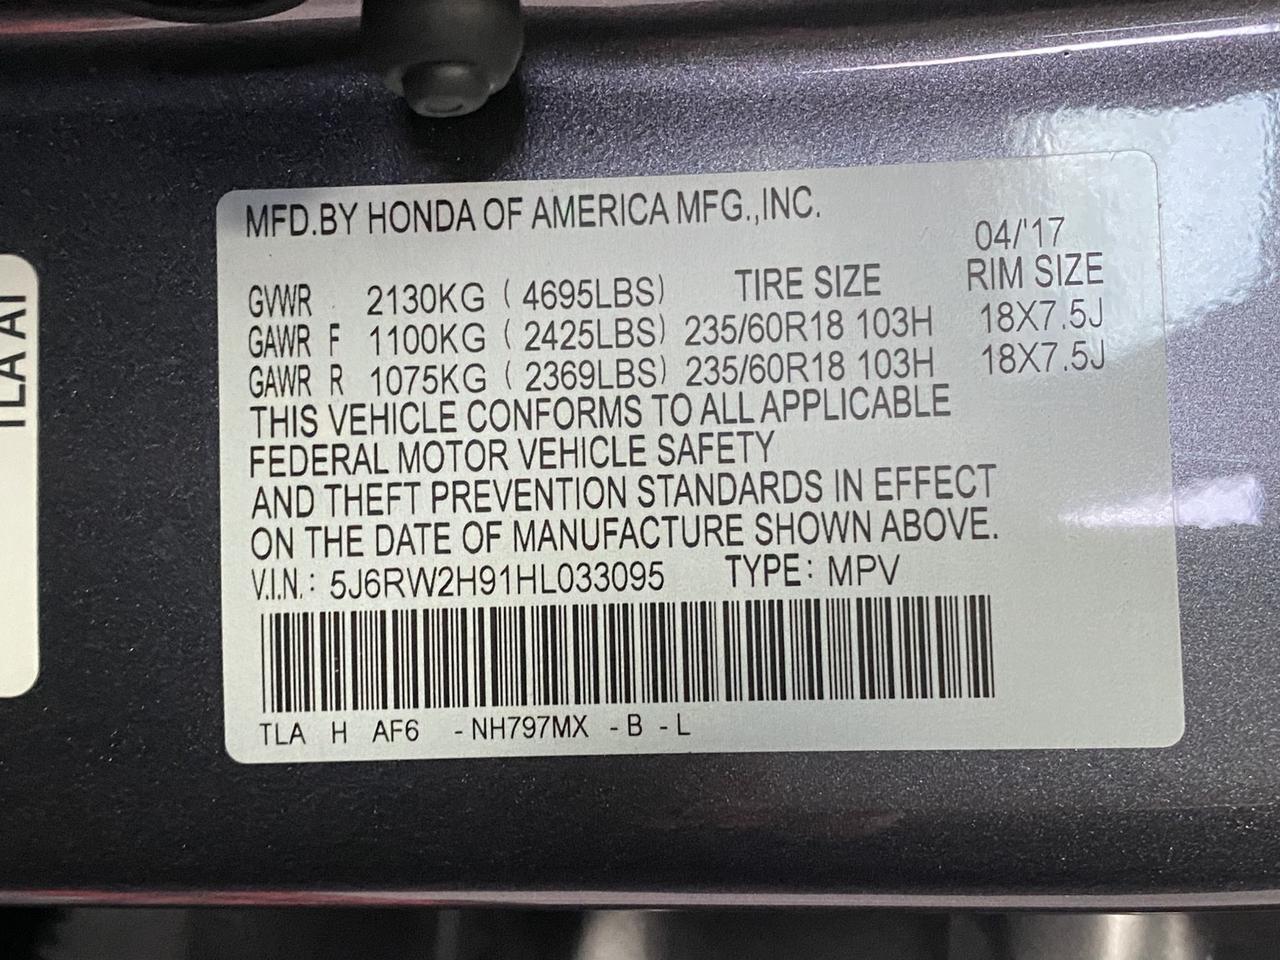 TLA AI
MFD.BY HONDA OF AMERICA MFG.,INC.
04/'17
GVWR 2130KG ( 4695LBS) TIRE SIZE RIM SIZE
GAWR F 1100KG ( 2425LBS) 235/60R18 103H 18X7.5J
GAWR R 1075KG ( 2369LBS) 235/60R18 103H 18X7.5J
THIS VEHICLE CONFORMS TO ALL APPLICABLE
FEDERAL MOTOR VEHICLE SAFETY
AND THEFT PREVENTION STANDARDS IN EFFECT
ON THE DATE OF MANUFACTURE SHOWN ABOVE.
V.I.N.: 5J6RW2H91HL033095 TYPE: MPV
TLA H AF6 -NH797MX -B -L